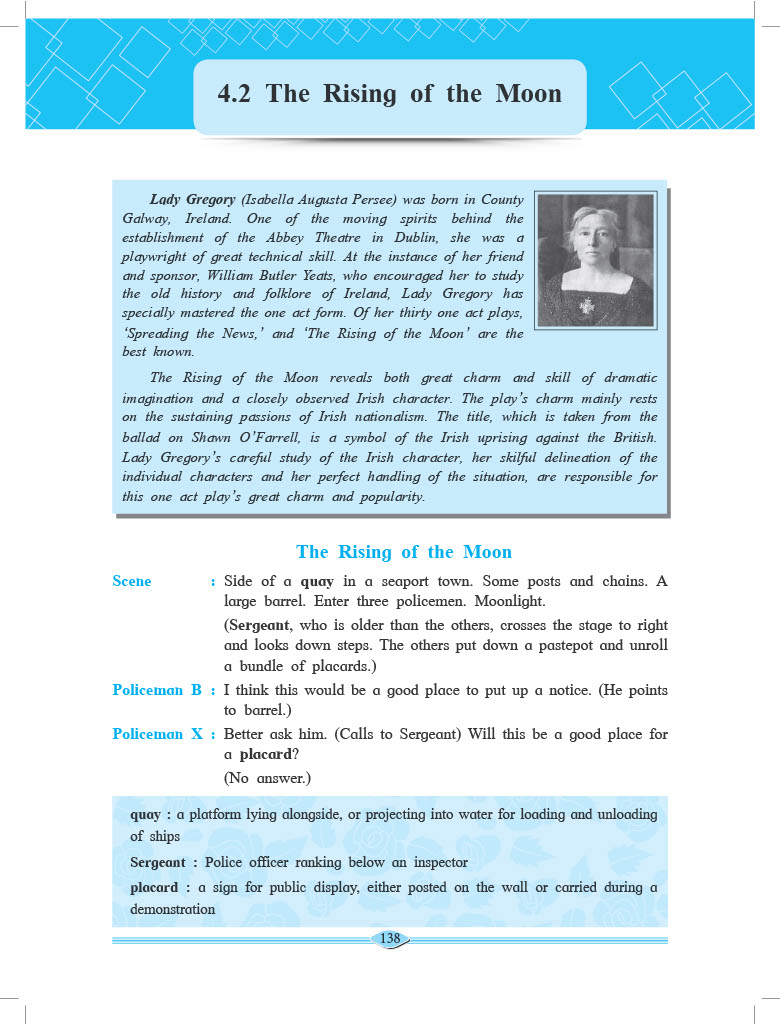 4.2 The Rising of the Moon
Lady Gregory (Isabella Augusta Persee) was born in County
Galway, Ireland. One of the moving spirits behind the
establishment of the Abbey Theatre in Dublin, she was a
playwright of great technical skill. At the instance of her friend
and sponsor, William Butler Yeats, who encouraged her to study
the old history and folklore of Ireland, Lady Gregory has
specially mastered the one act form. Of her thirty one act plays,
‘Spreading the News,’ and ‘The Rising of the Moon’ are the
best known.
The Rising of the Moon reveals both great charm and skill of dramatic
imagination and a closely observed Irish character. The play’s charm mainly rests
on the sustaining passions of Irish nationalism. The title, which is taken from the
ballad on Shawn O’Farrell, is a symbol of the Irish uprising against the British.
Lady Gregory’s careful study of the Irish character, her skilful delineation of the
individual characters and her perfect handling of the situation, are responsible for
this one act play’s great charm and popularity.
The Rising of the Moon
Scene : Side of a quay in a seaport town. Some posts and chains. A
large barrel. Enter three policemen. Moonlight.
(Sergeant, who is older than the others, crosses the stage to right
and looks down steps. The others put down a pastepot and unroll
a bundle of placards.)
Policeman B : I think this would be a good place to put up a notice. (He points
to barrel.)
Policeman X : Better ask him. (Calls to Sergeant) Will this be a good place for
a placard?
(No answer.)
quay : a platform lying alongside, or projecting into water for loading and unloading
of ships
Sergeant : Police officer ranking below an inspector
placard : a sign for public display, either posted on the wall or carried during a
demonstration
138